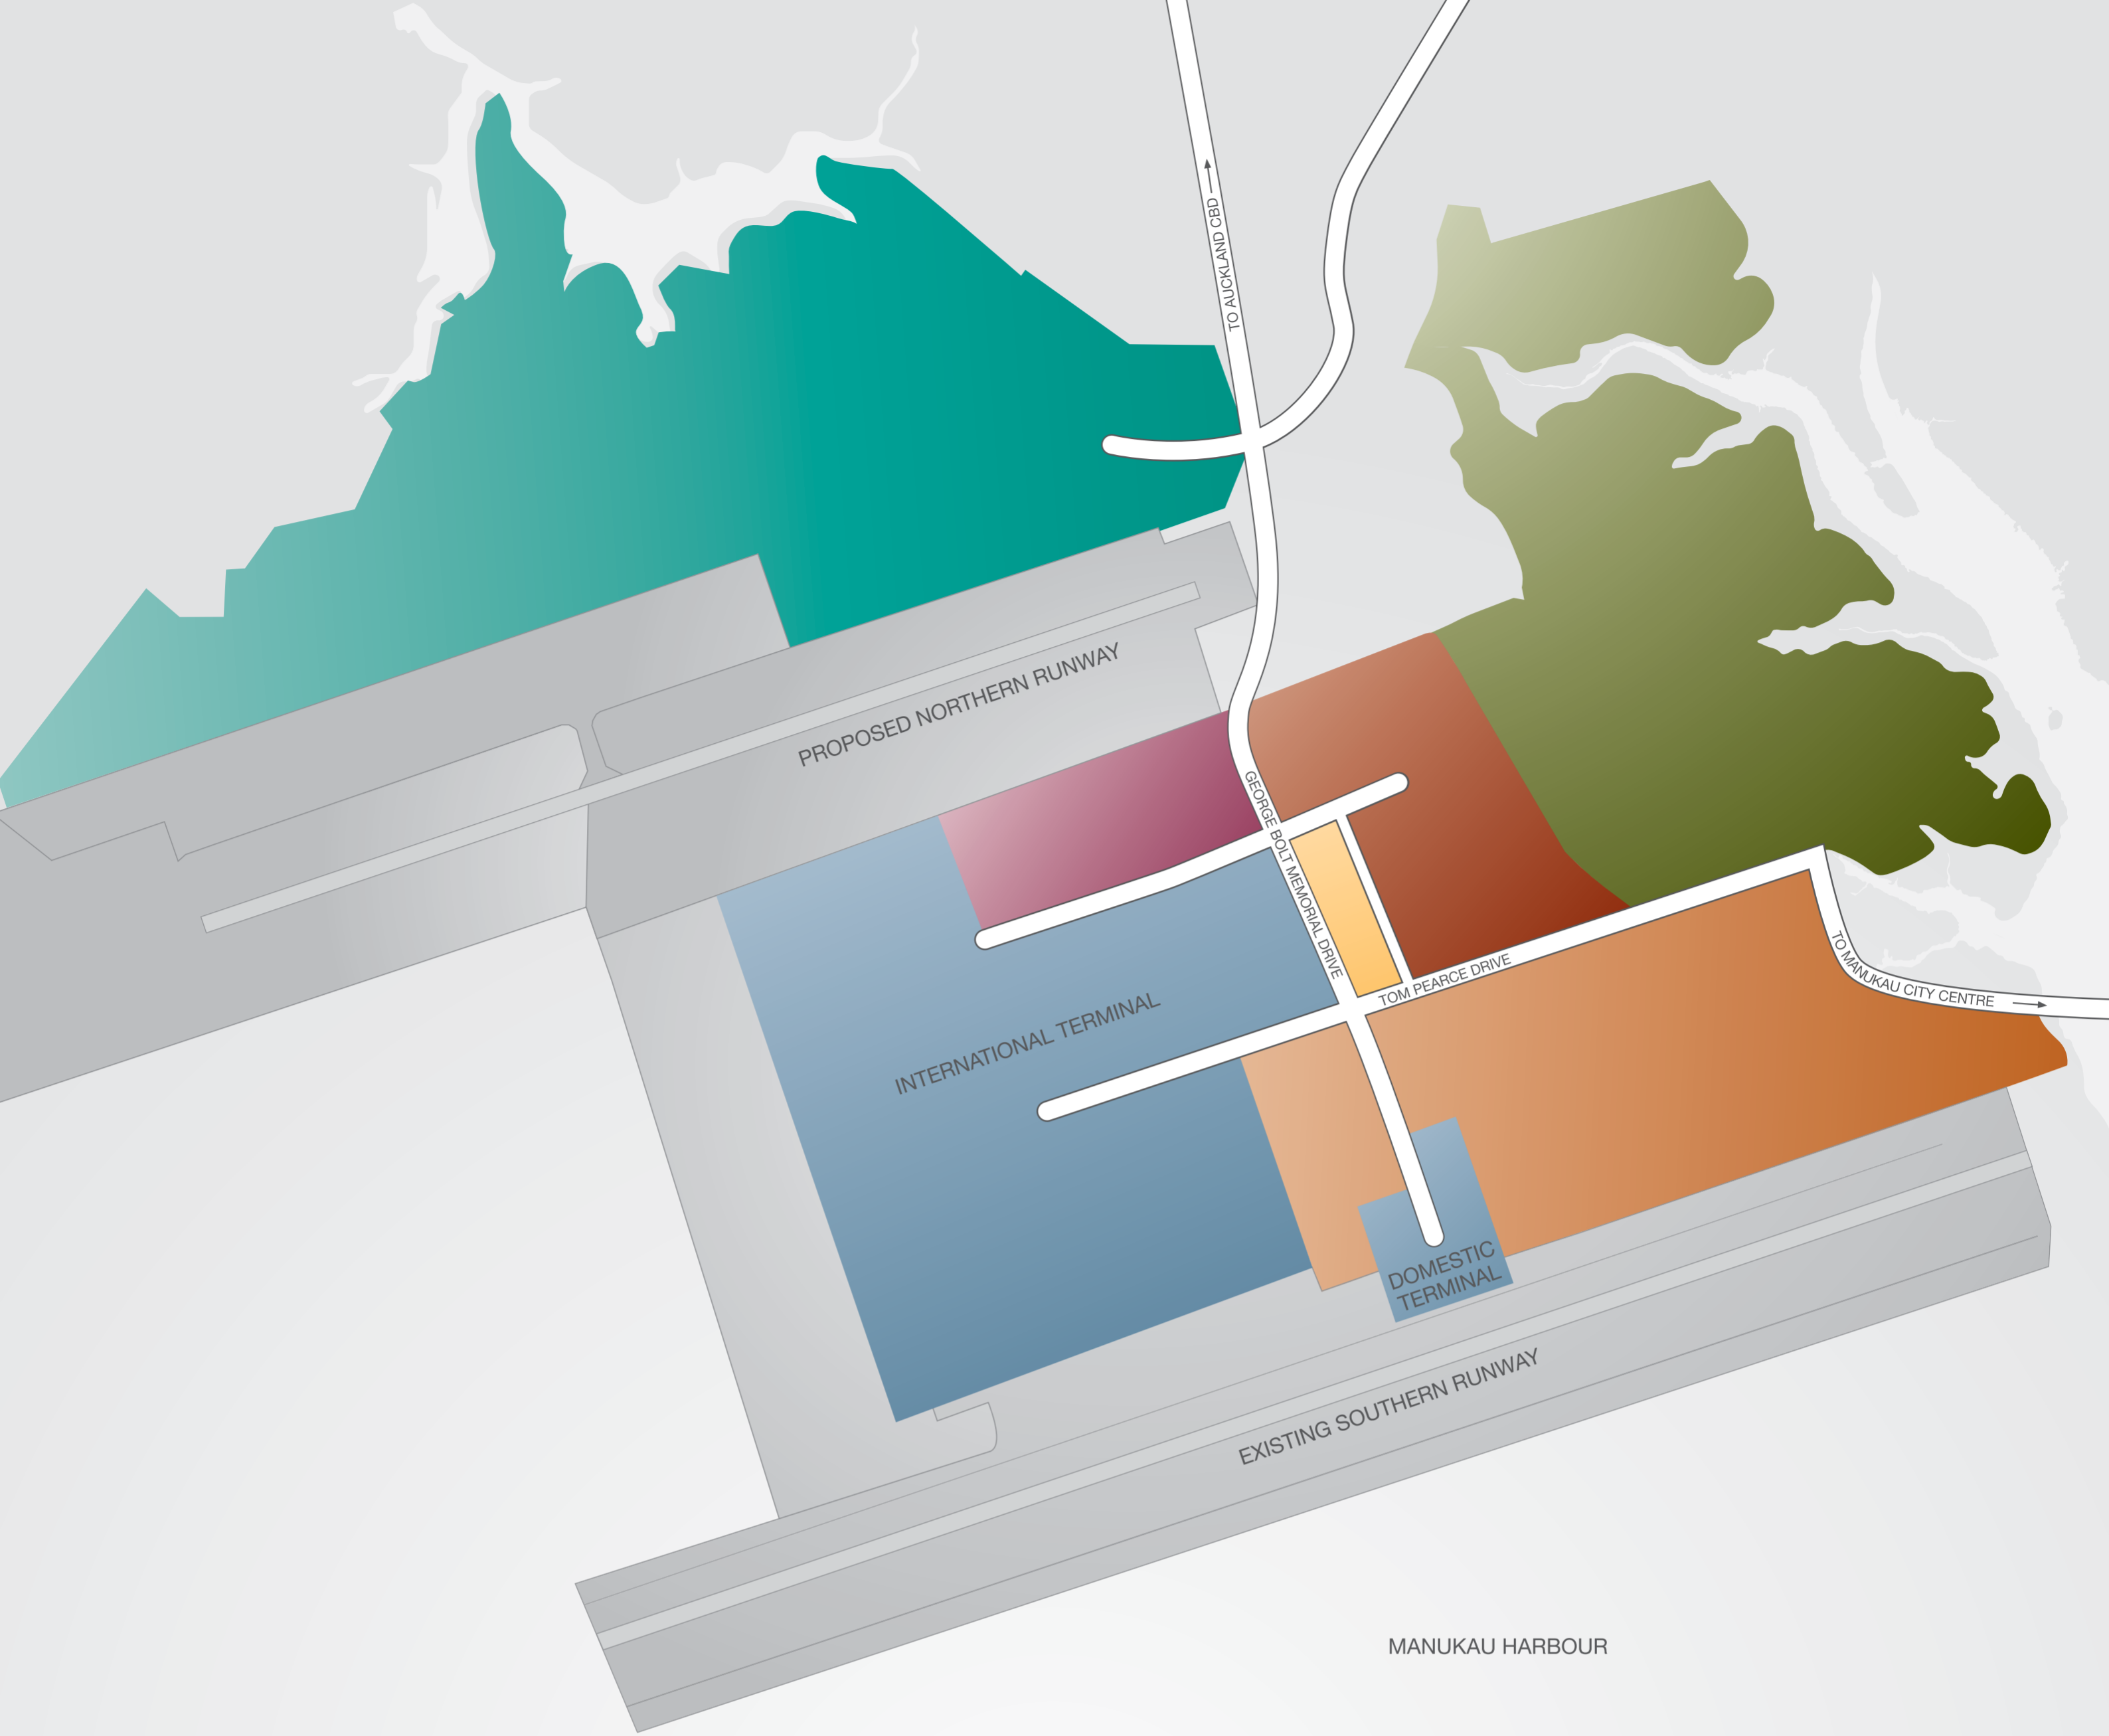 TO AUCKLAND CBD
PROPOSED NORTHERN RUNWAY
GEORGE BOLT MEMORIAL DRIVE
TOM PEARCE DRIVE
TO MANUKAU CITY CENTRE
INTERNATIONAL TERMINAL
DOMESTIC
TERMINAL
EXISTING SOUTHERN RUNWAY
MANUKAU HARBOUR